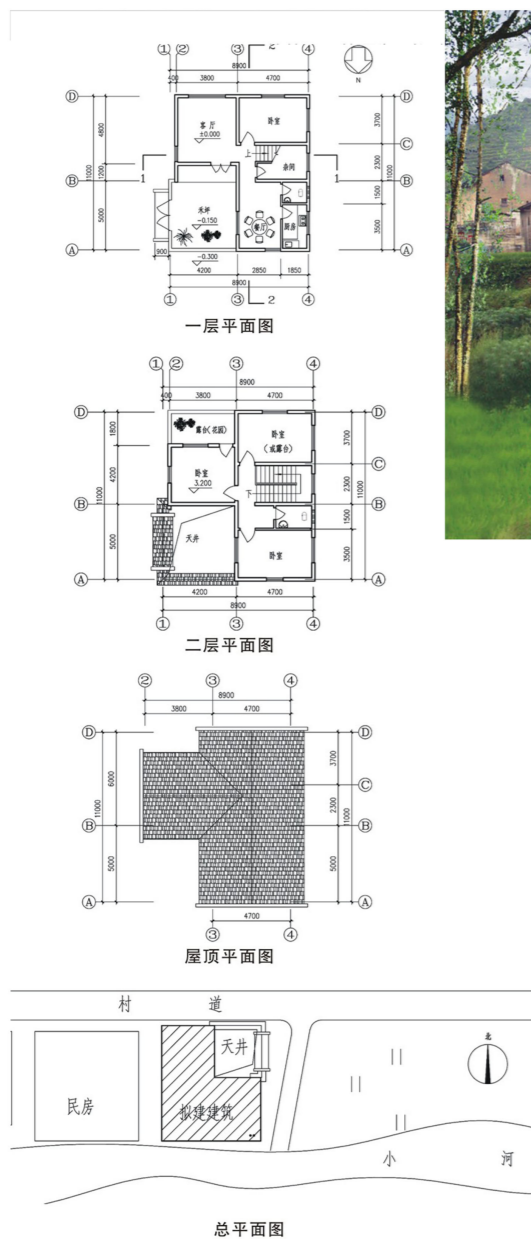 2
② ③ ④
8900
400 3800 4700
N
D D
4800 客厅 ±0.000 卧室 3700
C
上
11000 1200 1 杂间 2300 1 11000
B B
禾坪 1500
5000 -0.150 餐厅 厨房 3500
A A
900 -0.300
4200 2850 1850
① ③ ④
8900 2
一层平面图
① ② ③ ④
8900
400 3800 4700
D D
1800 露台(花园) 卧室 (或露台) 3700
C
4200 卧室 3.200 2300
11000 下 11000
B B
天井 1500
5000 卧室 3500
A A
4200 4700
8900
① ③ ④
二层平面图
② ③ ④
8900
3800 4700
D D
6000 3700
C
11000 2300 11000
B B
5000 5000
A A
4700
③ ④
屋顶平面图
村 道
天井 北
民房 拟建建筑
小 河
总平面图